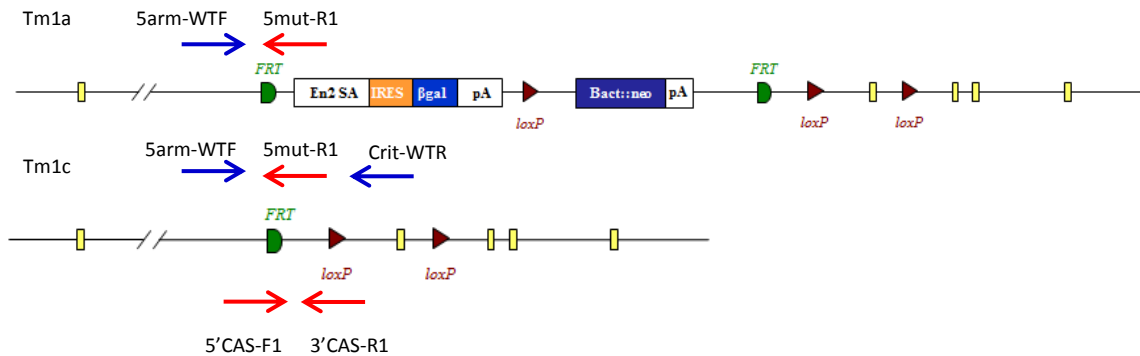 Tm1a 5arm-WTF 5mut-R1
FRT FRT
En2 SA IRES βgal pA Bact::neo pA
loxP loxP loxP
Tm1c 5arm-WTF 5mut-R1 Crit-WTR
FRT
loxP loxP
5’CAS-F1 3’CAS-R1